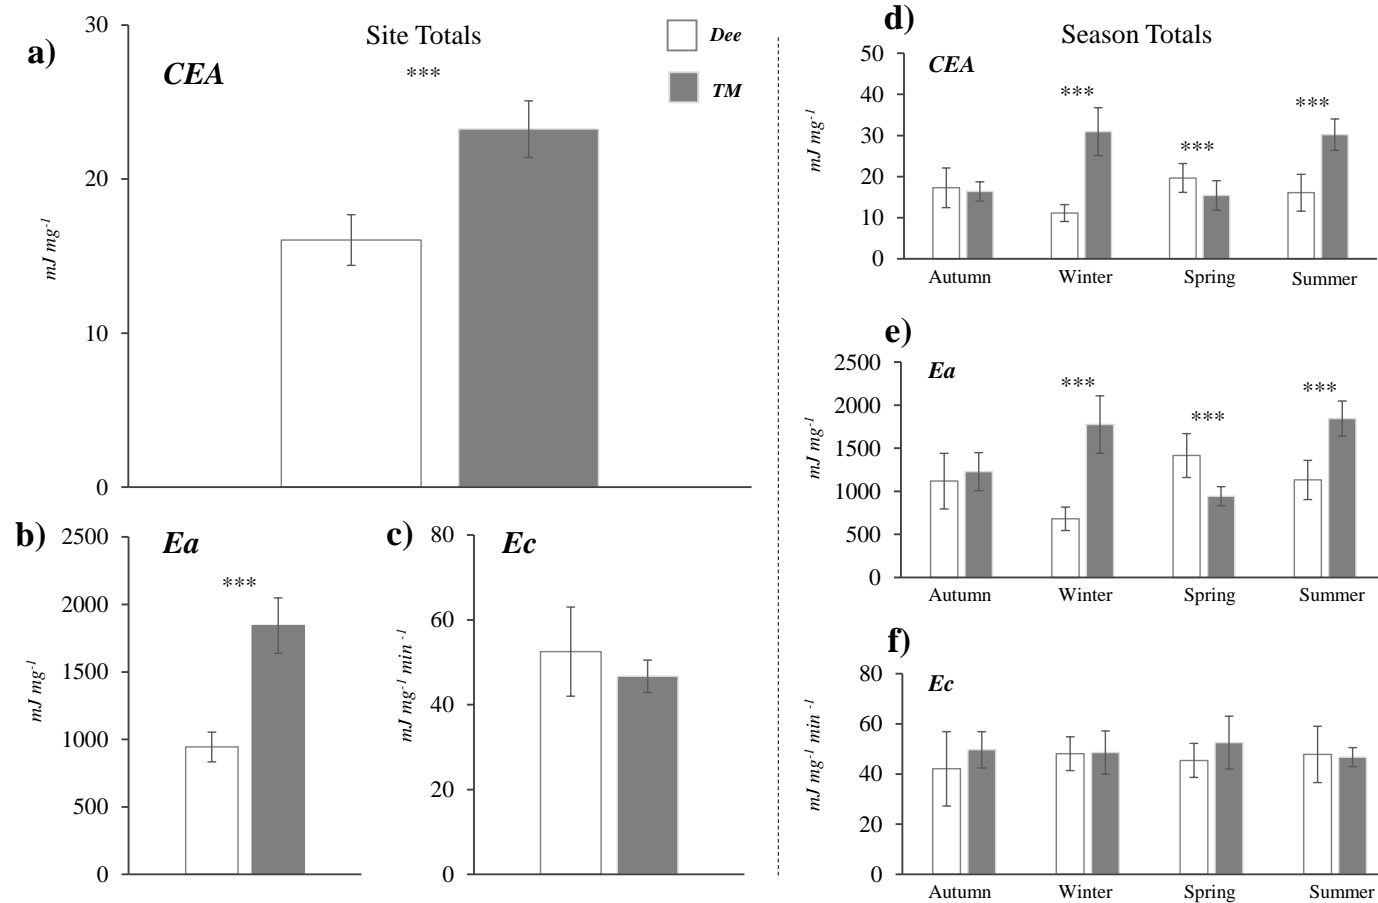 a)
Site Totals
CEA
***
Dee
TM
30
20
10
0
mJ mg-1
b)
Ea
***
2500
2000
1500
1000
500
0
mJ mg-1
c)
Ec
80
60
40
20
0
mJ mg-1 min -1
d)
Season Totals
CEA
50
40
30
20
10
0
mJ mg-1
***
***
***
Autumn Winter Spring Summer
e)
Ea
2500
2000
1500
1000
500
0
mJ mg-1
***
***
***
Autumn Winter Spring Summer
f)
Ec
80
60
40
20
0
mJ mg-1 min -1
Autumn Winter Spring Summer